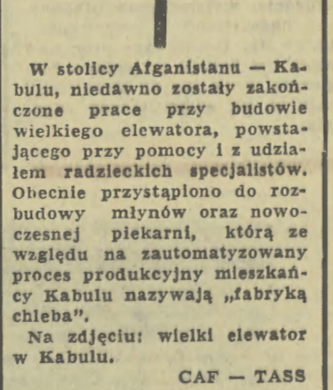 W stolicy Afganistanu — Ka-
bulu, niedawno zostały zakoń-
czone prace przy budowie
wielkiego elewatora, powsta-
jącego przy pomocy i z udzia-
łem radzieckich specjalistów.
Obecnie przystąpiono do roz-
budowy młynów oraz nowo-
czesnej piekarni, którą ze
względu na zautomatyzowany
proces produkcyjny mieszkań-
cy Kabulu nazywają „fabryką
chleba”.
Na zdjęciu: wielki elewator
w Kabulu.
CAF — TASS